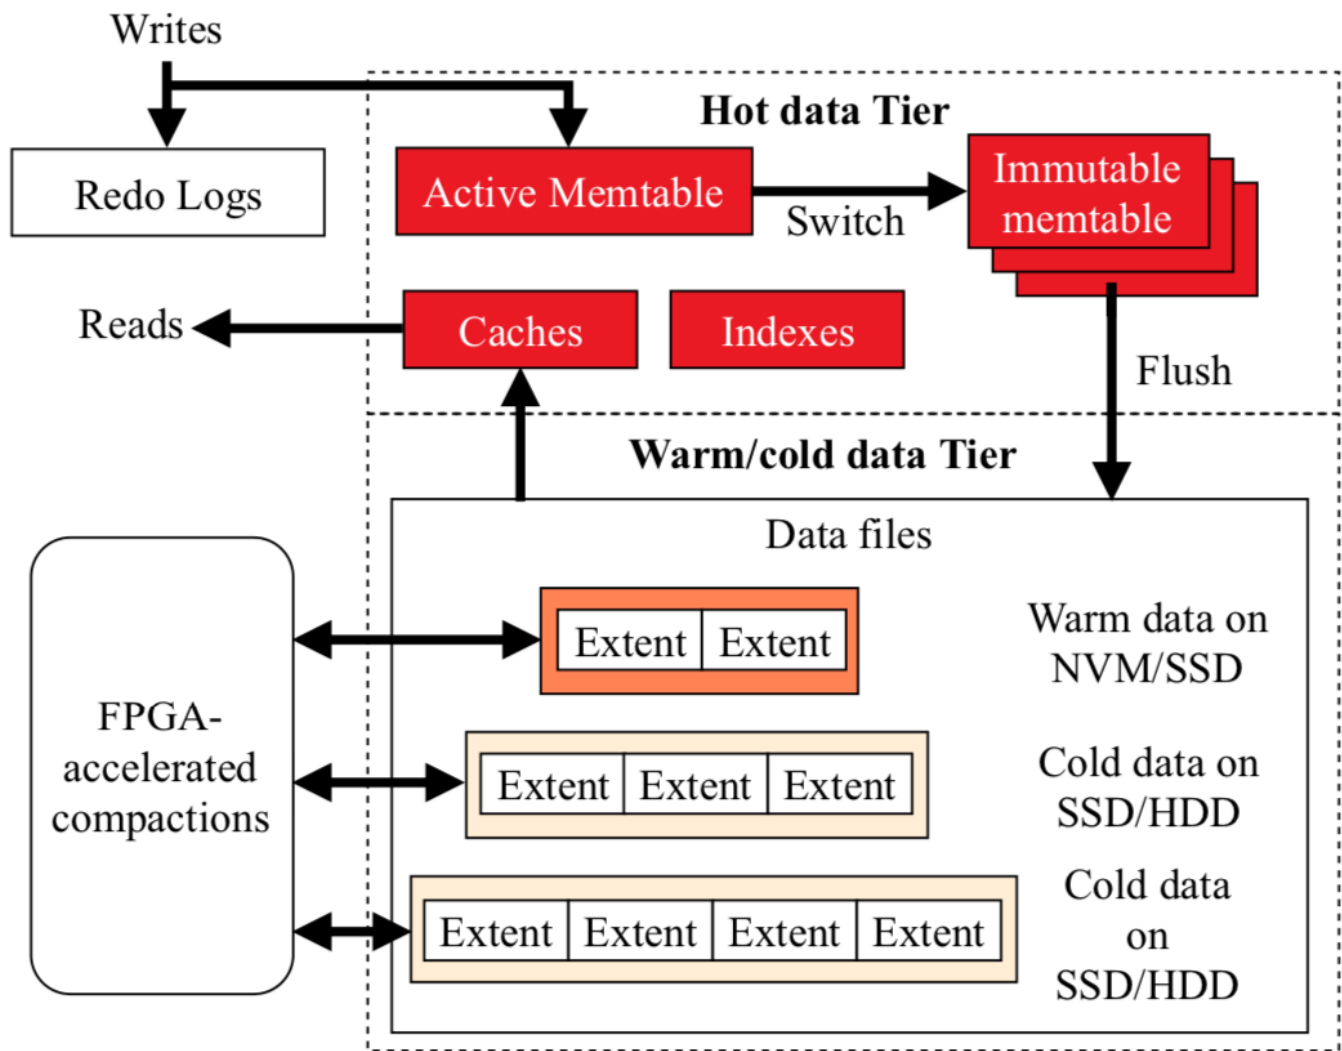 Writes
Hot data Tier
Redo Logs
Active Memtable
Switch
Immutable
memtable
Reads
Caches
Indexes
Flush
Warm/cold data Tier
Data files
FPGA-
accelerated
compactions
Extent Extent
Warm data on
NVM/SSD
Extent Extent Extent
Cold data on
SSD/HDD
Extent Extent Extent Extent
Cold data
on
SSD/HDD